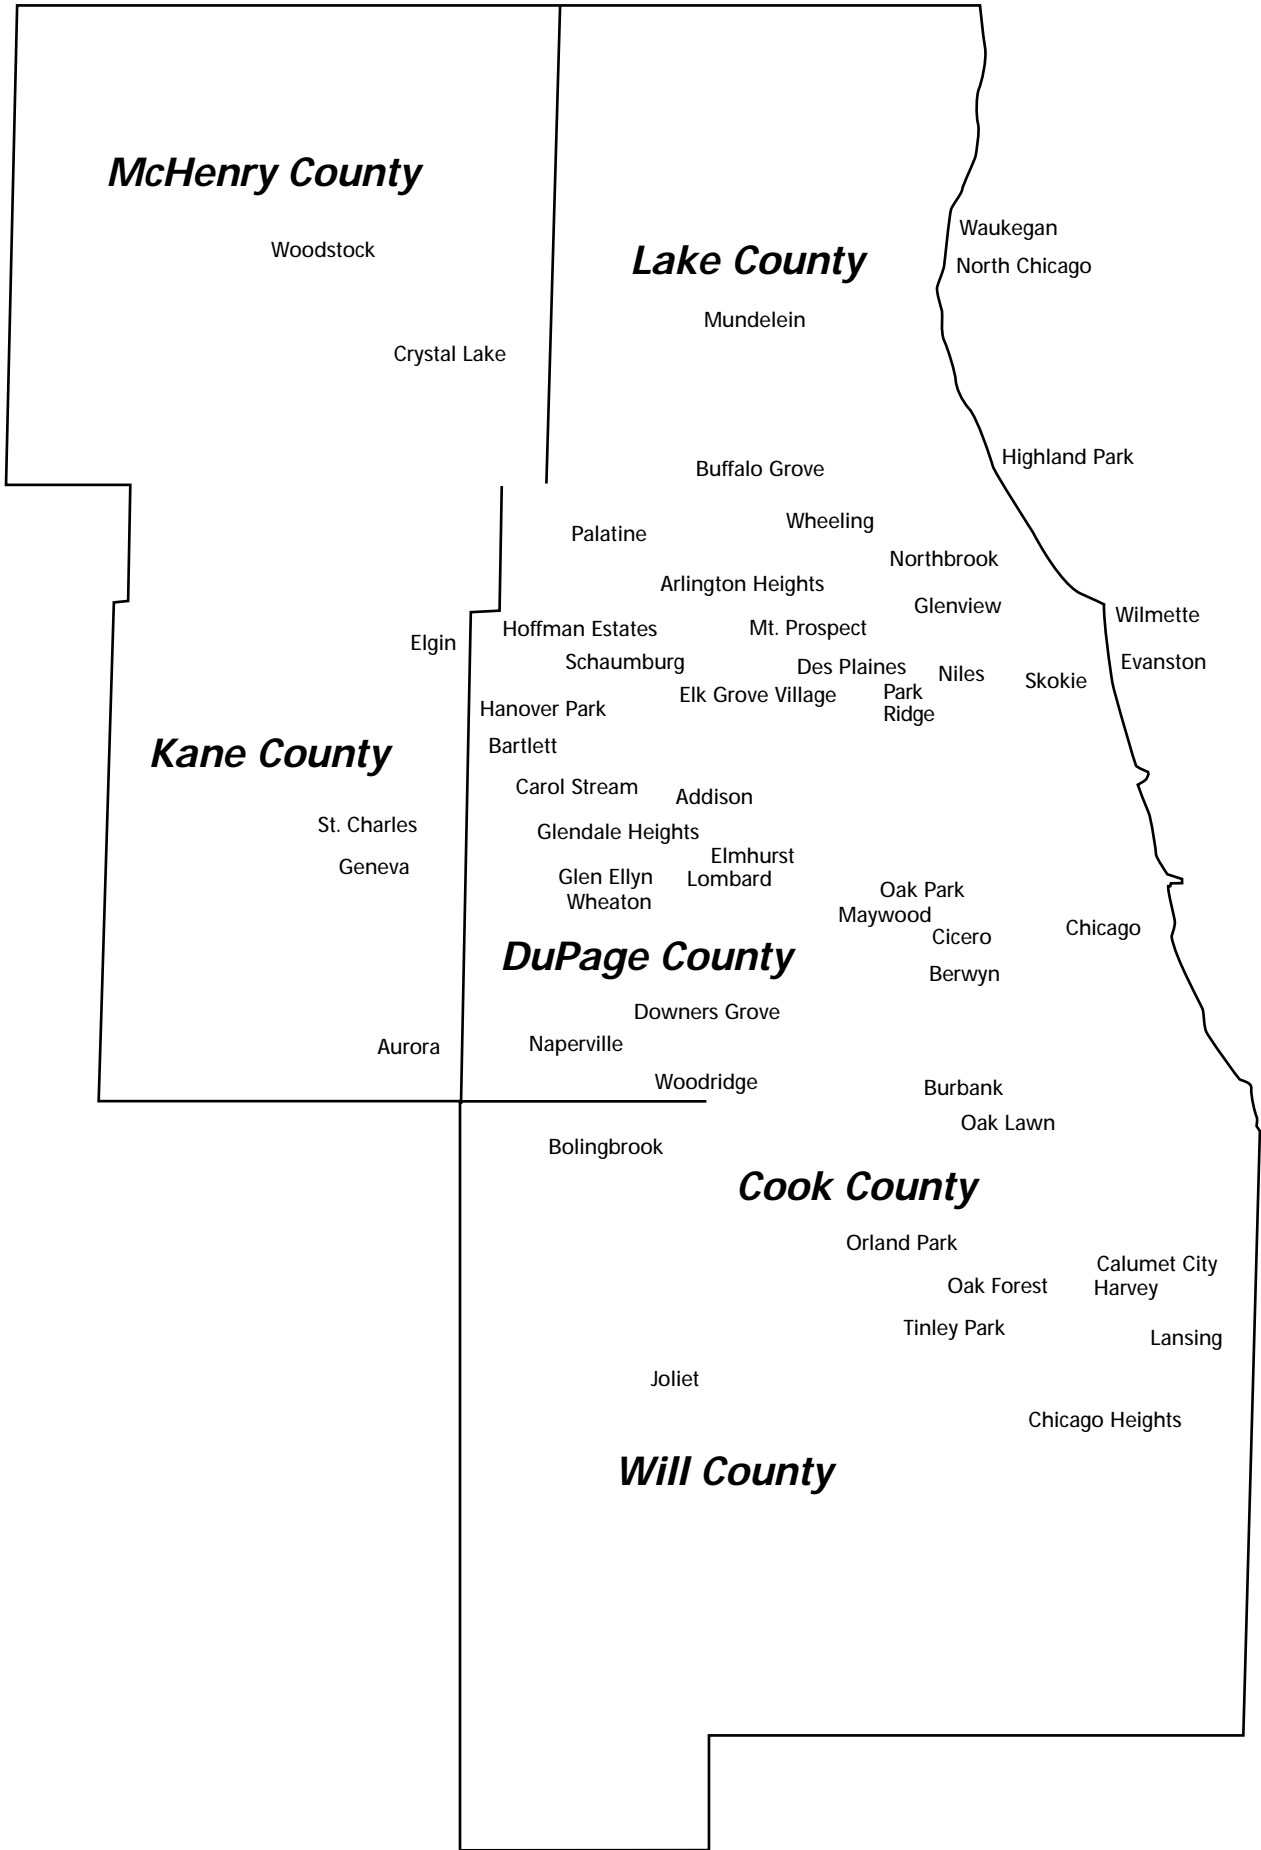 McHenry County
Waukegan
Woodstock
Lake County
North Chicago
Mundelein
Crystal Lake
Highland Park
Buffalo Grove
Wheeling
Palatine
Northbrook
Arlington Heights
Glenview
Wilmette
Hoffman Estates
Mt. Prospect
Elgin
Schaumburg
Des Plaines
Evanston
Niles
Skokie
Elk Grove Village
Park
Ridge
Hanover Park
Bartlett
Kane County
Carol Stream
Addison
St. Charles
Glendale Heights
Elmhurst
Geneva
Glen Ellyn
Lombard
Oak Park
Wheaton
Maywood
Chicago
Cicero
DuPage County
Berwyn
Downers Grove
Naperville
Aurora
Woodridge
Burbank
Oak Lawn
Bolingbrook
Cook County
Orland Park
Calumet City
Oak Forest
Harvey
Tinley Park
Lansing
Joliet
Chicago Heights
Will County